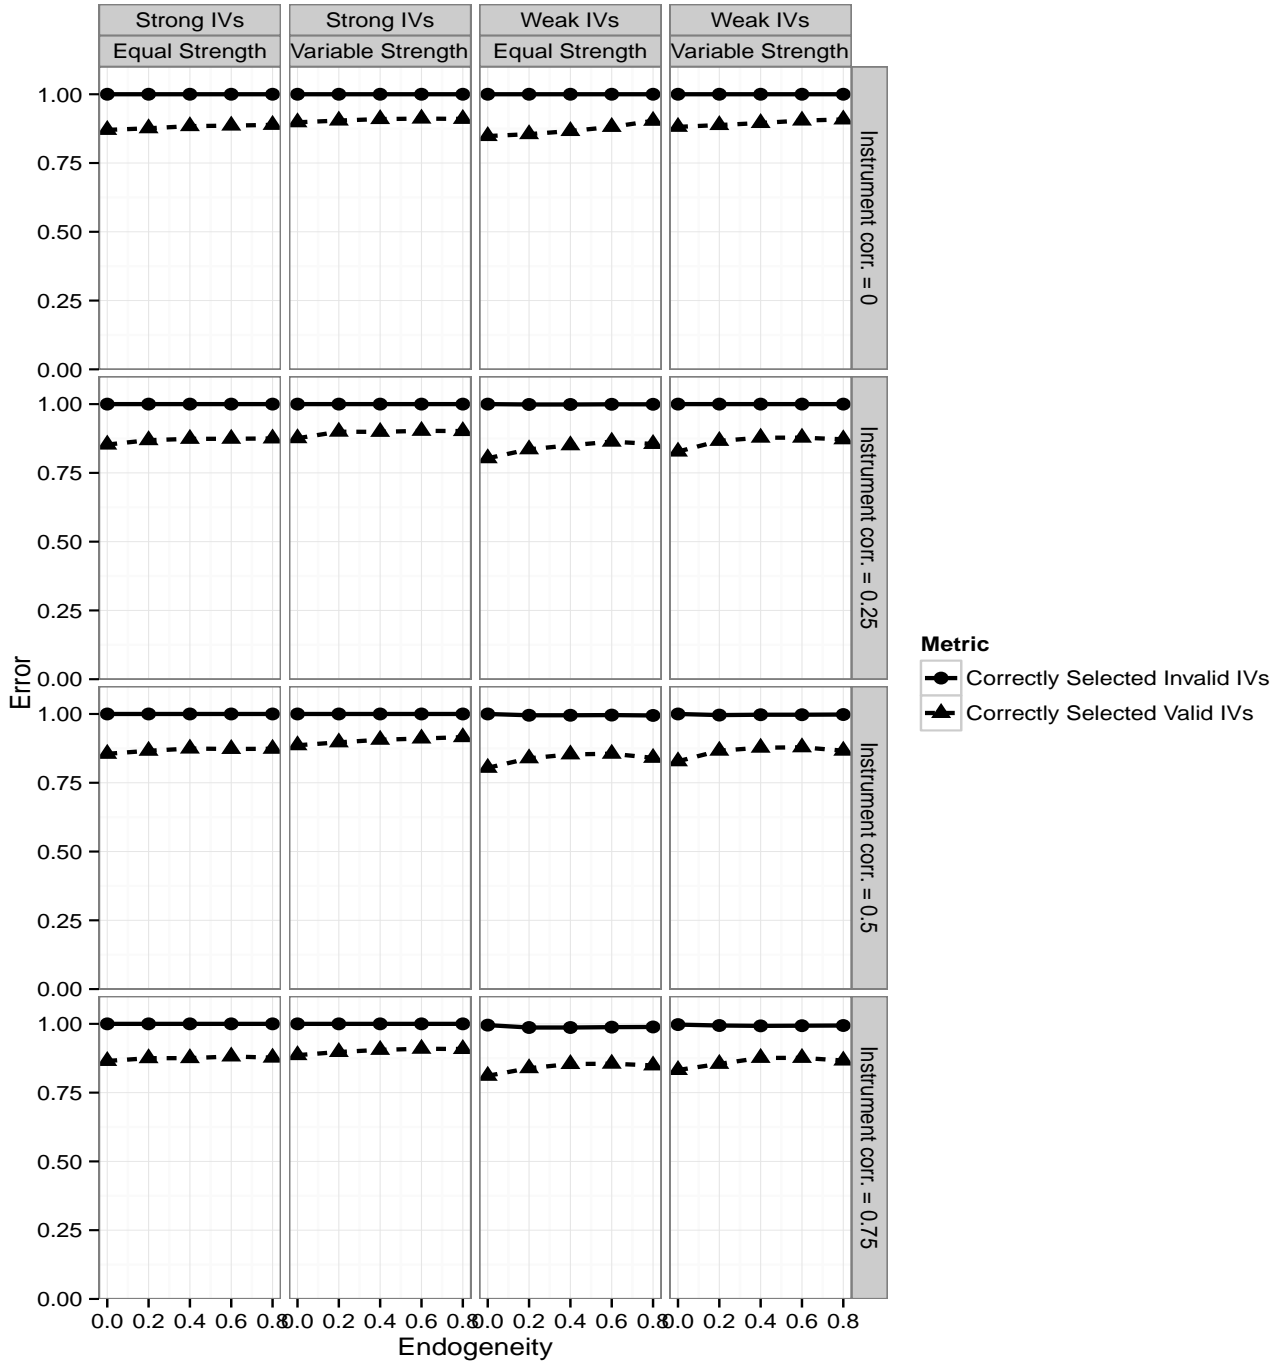 Strong IVs
Strong IVs
Weak IVs
Weak IVs
Equal Strength
Variable Strength
Equal Strength
Variable Strength
1.00
0.75
0.50
0.25
0.00
Instrument corr. = 0
1.00
0.75
0.50
0.25
0.00
Instrument corr. = 0.25
1.00
0.75
0.50
0.25
0.00
Instrument corr. = 0.5
1.00
0.75
0.50
0.25
0.00
Instrument corr. = 0.75
0.0 0.2 0.4 0.6 0.8
0.0 0.2 0.4 0.6 0.8
0.0 0.2 0.4 0.6 0.8
0.0 0.2 0.4 0.6 0.8
Endogeneity
Error
Metric
Correctly Selected Invalid IVs
Correctly Selected Valid IVs